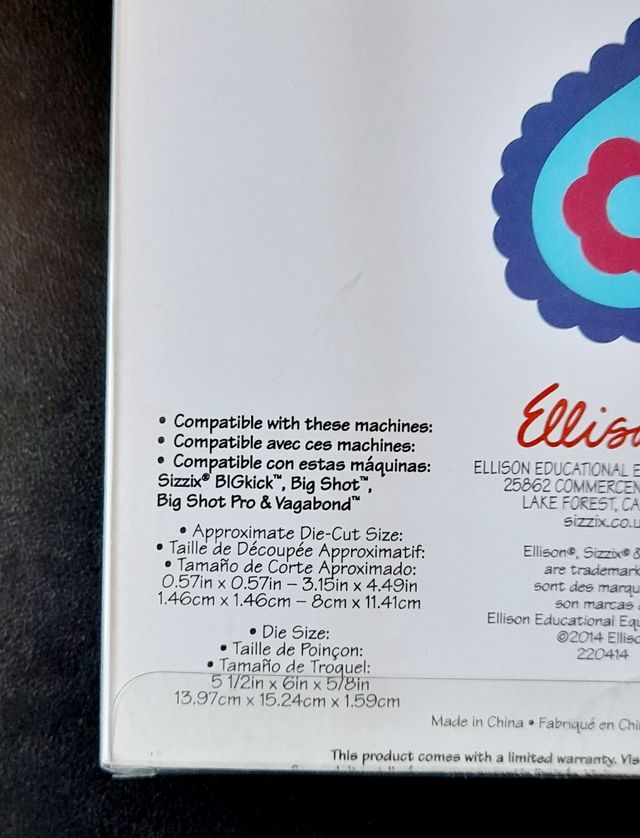 • Compatible with these machines:
• Compatible avec ces machines:
• Compatible con estas máquinas:
Sizzix® BIGkick™, Big Shot™,
Big Shot Pro & Vagabond™
• Approximate Die-Cut Size:
• Taille de Découpée Approximatif:
• Tamaño de Corte Aproximado:
0.57in x 0.57in – 3.15in x 4.49in
1.46cm x 1.46cm – 8cm x 11.41cm
• Die Size:
• Taille de Poinçon:
• Tamaño de Troquel:
5 1/2in x 6in x 5/8in
13.97cm x 15.24cm x 1.59cm
Elliso
ELLISON EDUCATIONAL E
25862 COMMERCEN
LAKE FOREST, CA
sizzix.co.u
Ellison®, Sizzix® &
are trademark
sont des marqu
son marcas
Ellison Educational Equ
©2014 Elliso
220414
Made in China • Fabriqué en Chi
This product comes with a limited warranty. Vis